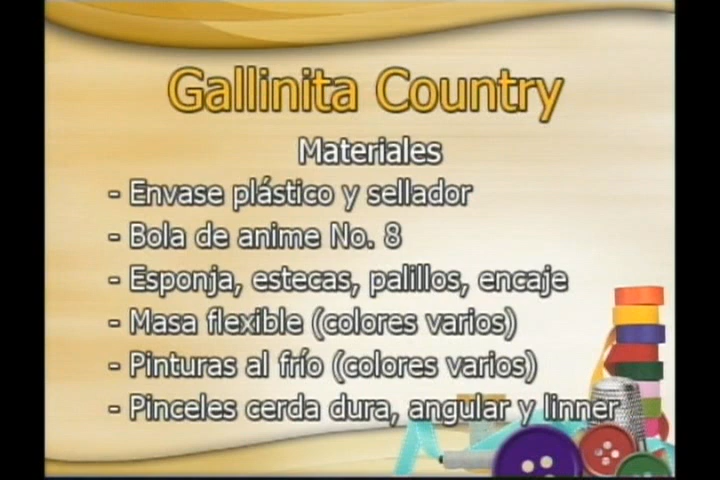 Gallinita Country
Materiales
- Envase plástico y sellador
- Bola de anime No. 8
- Esponja, estecas, palillos, encaje
- Masa flexible (colores varios)
- Pinturas al frío (colores varios)
- Pinceles cerda dura, angular y linner